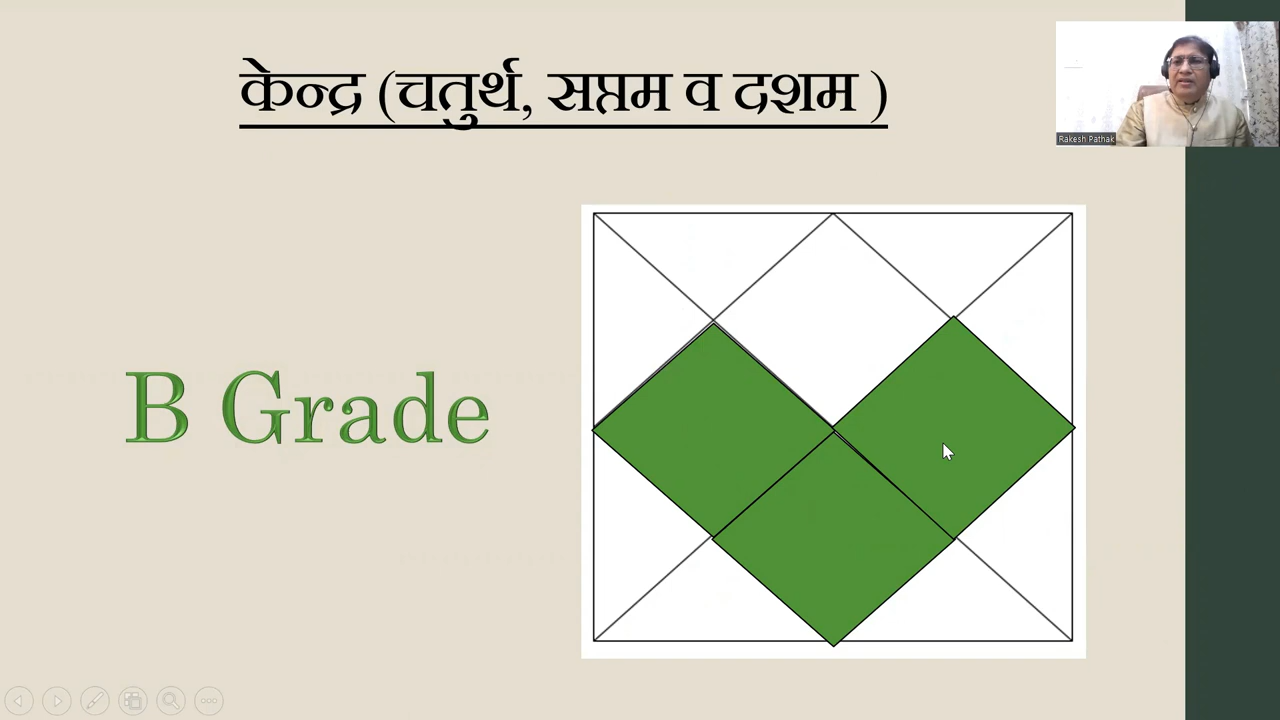 केन्द्र (चतुर्थ, सप्तम व दशम )
Rakesh Pathak
B Grade